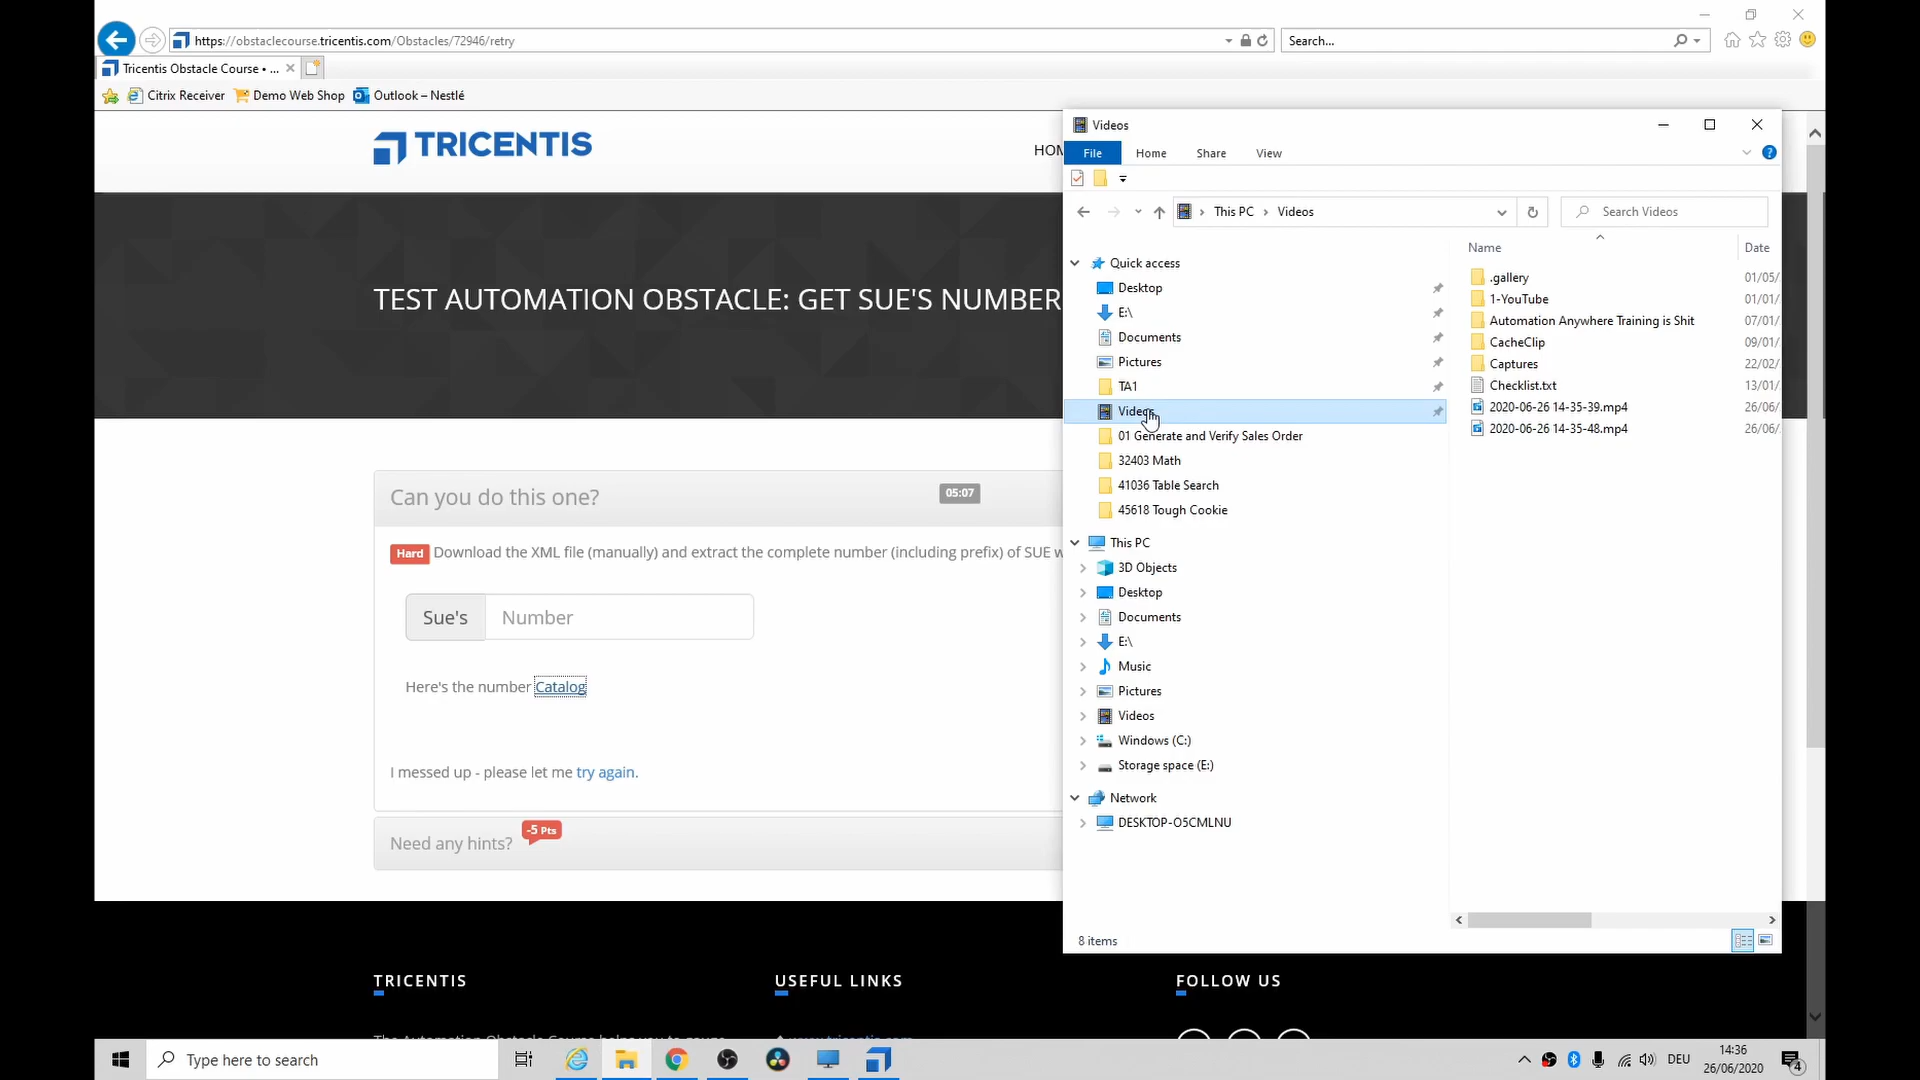 https://obstaclecourse.tricentis.com/Obstacles/72946/retry
Search...
Tricentis Obstacle Course • ...
Citrix Receiver
Demo Web Shop
Outlook – Nestlé
TRICENTIS
HOM
TEST AUTOMATION OBSTACLE: GET SUE'S NUMBER
Can you do this one?
05:07
Hard Download the XML file (manually) and extract the complete number (including prefix) of SUE w
Sue's
Number
Here's the number Catalog
I messed up - please let me try again.
Need any hints?
-5 Pts
TRICENTIS
USEFUL LINKS
FOLLOW US
Videos
File
Home
Share
View
This PC
Videos
Search Videos
Quick access
Desktop
E:\
Documents
Pictures
TA1
Videos
01 Generate and Verify Sales Order
32403 Math
41036 Table Search
45618 Tough Cookie
This PC
3D Objects
Desktop
Documents
E:\
Music
Pictures
Videos
Windows (C:)
Storage space (E:)
Network
DESKTOP-O5CMLNU
Name
Date
.gallery
01/05/
1-YouTube
01/01/
Automation Anywhere Training is Shit
07/01/
CacheClip
09/01/
Captures
22/02/
Checklist.txt
13/01/
2020-06-26 14-35-39.mp4
26/06/
2020-06-26 14-35-48.mp4
26/06/
8 items
Type here to search
DEU
14:36
26/06/2020
4